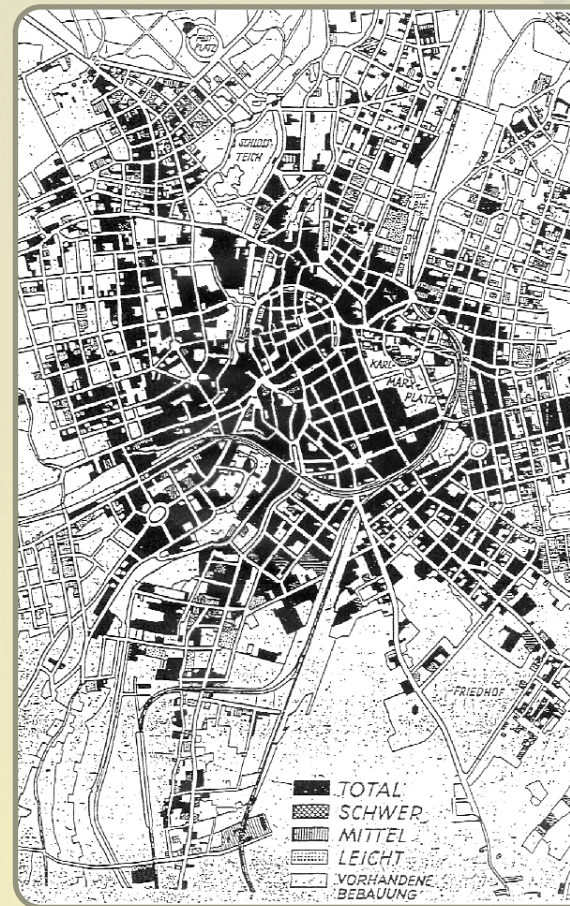 FEST-
PLATZ
SCHLOSS-
TEICH
KARL-
MARX-
PLATZ
FRIEDHOF
TOTAL
SCHWER
MITTEL
LEICHT
VORHANDENE
BEBAUUNG